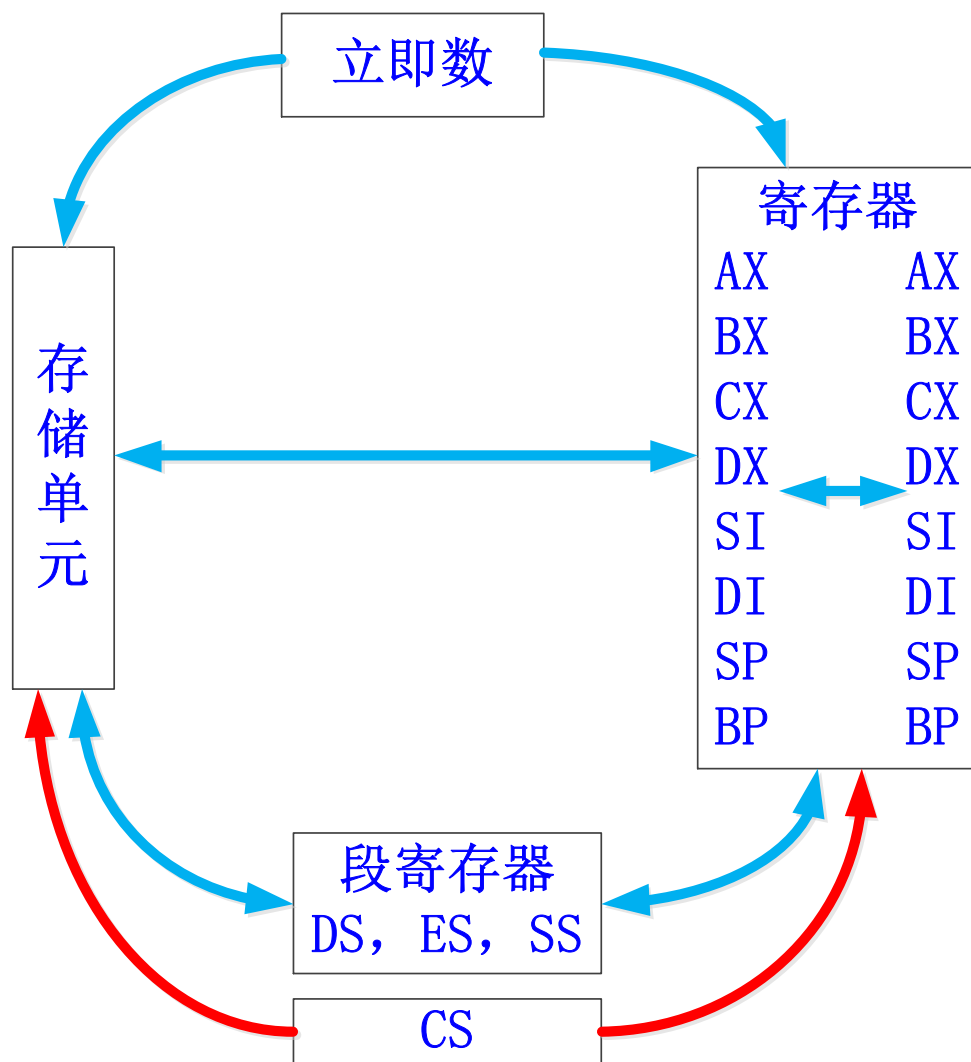 立即数
寄存器
AX AX
BX BX
CX CX
DX DX
SI SI
DI DI
SP SP
BP BP
存
储
单
元
段寄存器
DS, ES, SS
CS